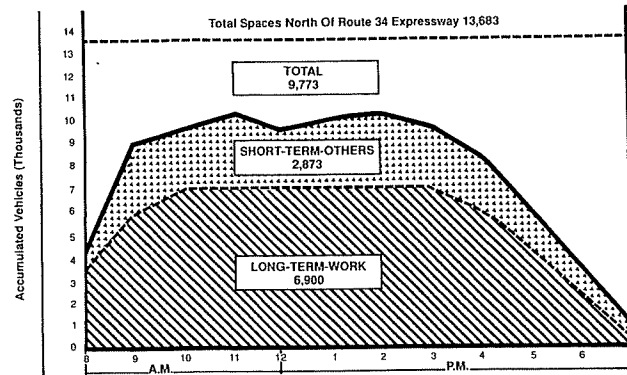 Total Spaces North Of Route 34 Expressway 13,683
14
13
12
11
10
9
8
7
6
5
4
3
2
1
0
Accumulated Vehicles (Thousands)
TOTAL
9,773
SHORT-TERM-OTHERS
2,873
LONG-TERM-WORK
6,900
8 9 10 11 12 1 2 3 4 5 6
A.M. P.M.